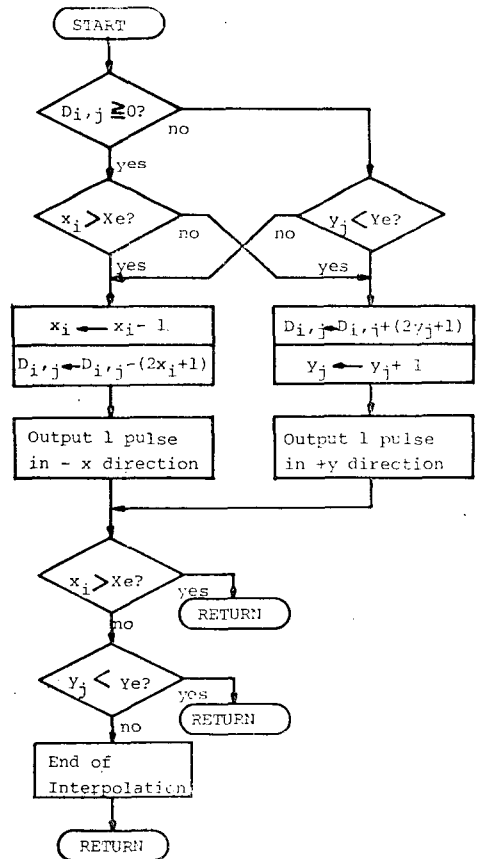 START
Di,j ≧0?
no
yes
xi > Xe?
no
yes
yj < Ye?
no
yes
xi ← xi - 1
Di,j ← Di,j -(2xi+1)
Di,j ← Di,j +(2yj+1)
yj ← yj + 1
Output 1 pulse
in - x direction
Output 1 pulse
in +y direction
xi > Xe?
yes
RETURN
no
yj < Ye?
yes
RETURN
no
End of
Interpolation
RETURN